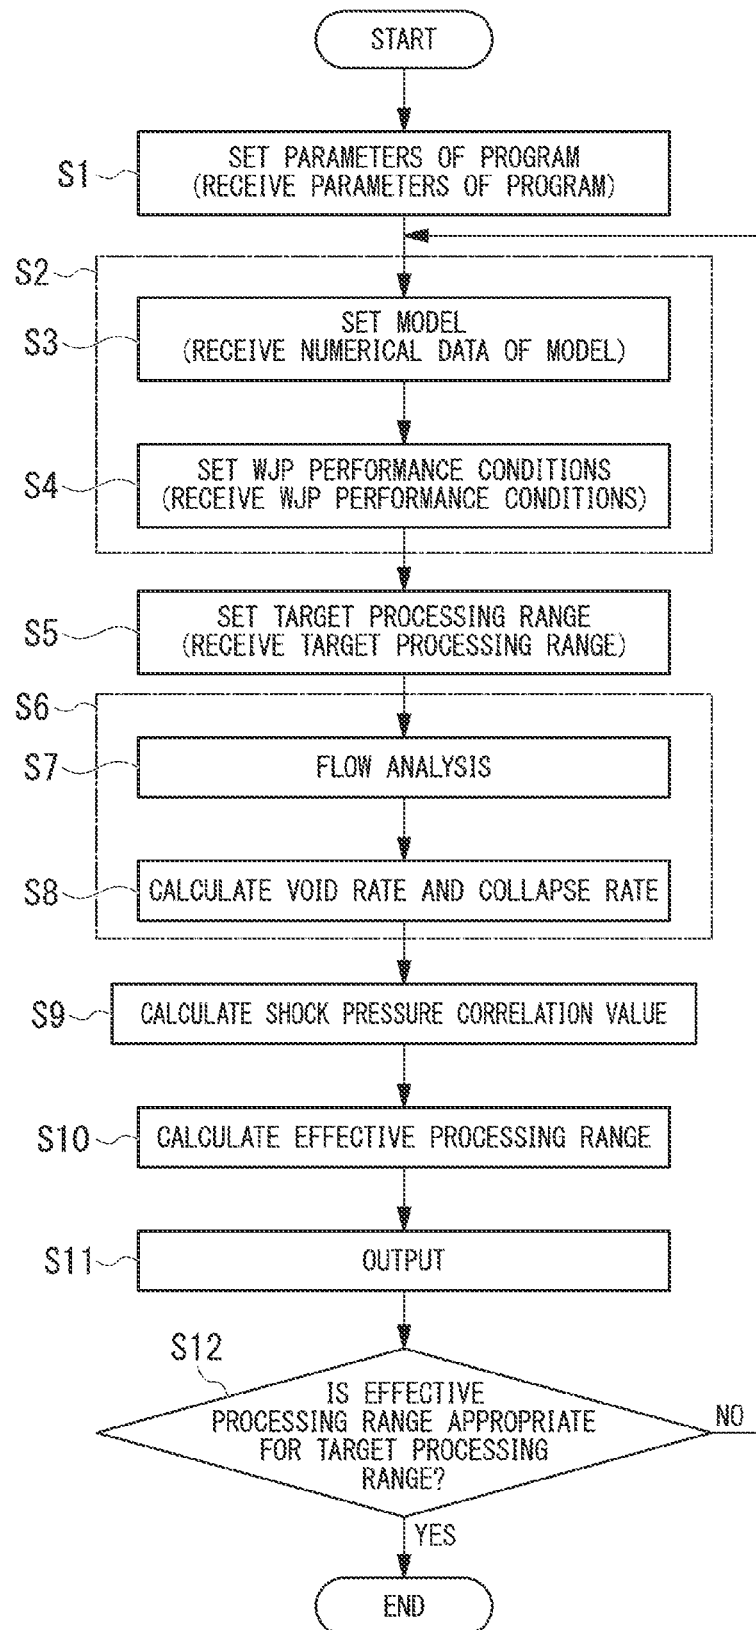 START
S1
SET PARAMETERS OF PROGRAM
(RECEIVE PARAMETERS OF PROGRAM)
S2
S3
SET MODEL
(RECEIVE NUMERICAL DATA OF MODEL)
S4
SET WJP PERFORMANCE CONDITIONS
(RECEIVE WJP PERFORMANCE CONDITIONS)
S5
SET TARGET PROCESSING RANGE
(RECEIVE TARGET PROCESSING RANGE)
S6
S7
FLOW ANALYSIS
S8
CALCULATE VOID RATE AND COLLAPSE RATE
S9
CALCULATE SHOCK PRESSURE CORRELATION VALUE
S10
CALCULATE EFFECTIVE PROCESSING RANGE
S11
OUTPUT
S12
IS EFFECTIVE
PROCESSING RANGE APPROPRIATE
FOR TARGET PROCESSING
RANGE?
NO
YES
END